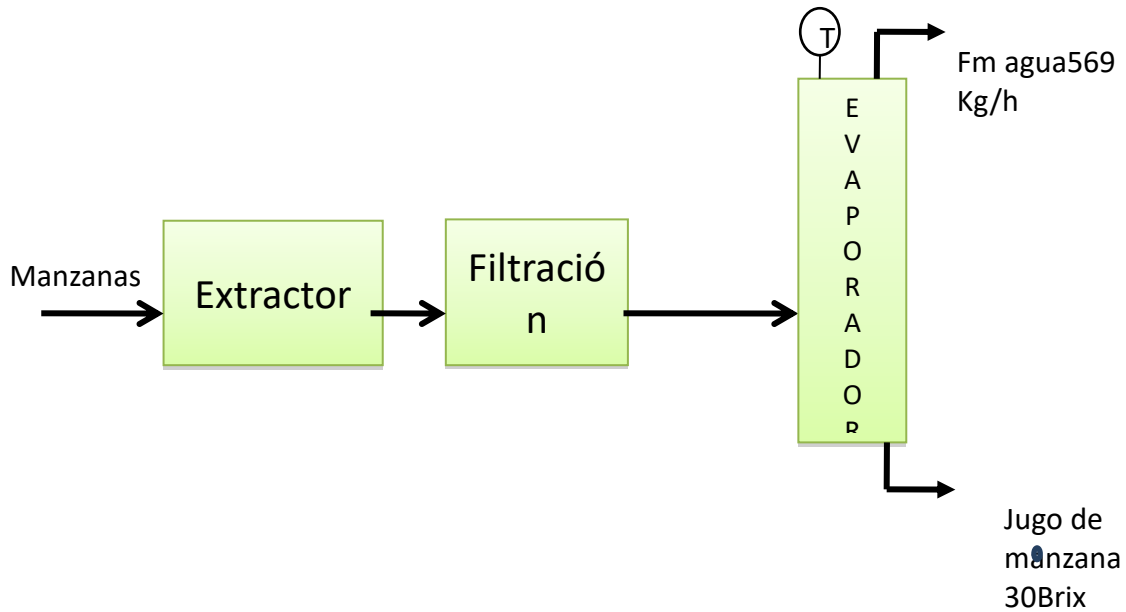 T
Fm agua569
Kg/h
E
V
A
P
O
R
A
D
O
R
Manzanas
Extractor
Filtració
n
Jugo de
manzana
30Brix